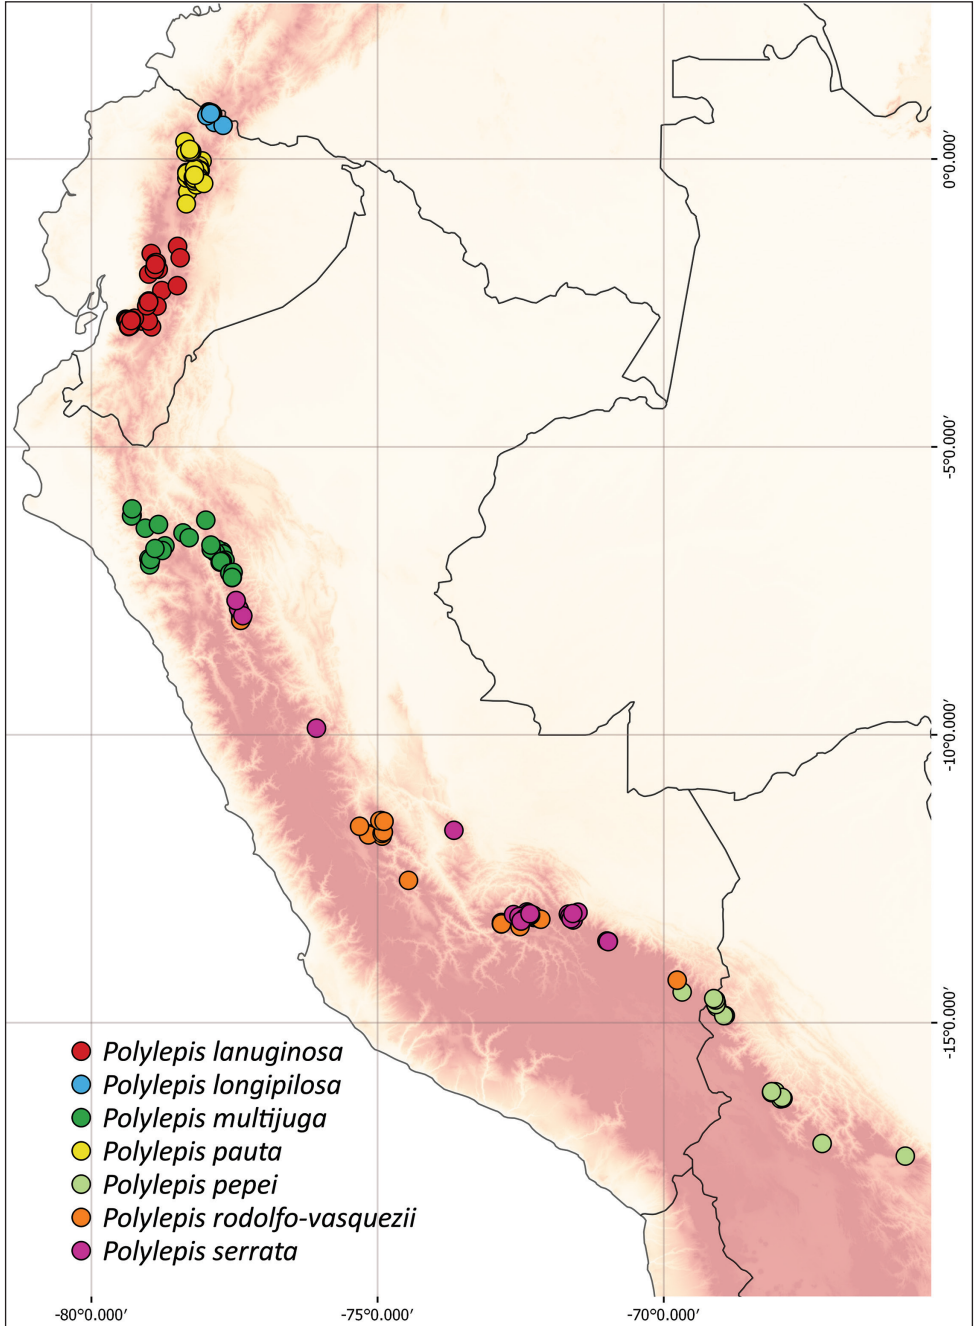 0°0.000′
-5°0.000′
-10°0.000′
-15°0.000′
Polylepis lanuginosa
Polylepis longipilosa
Polylepis multijuga
Polylepis pauta
Polylepis pepei
Polylepis rodolfo-vasquezii
Polylepis serrata
-80°0.000′
-75°0.000′
-70°0.000′